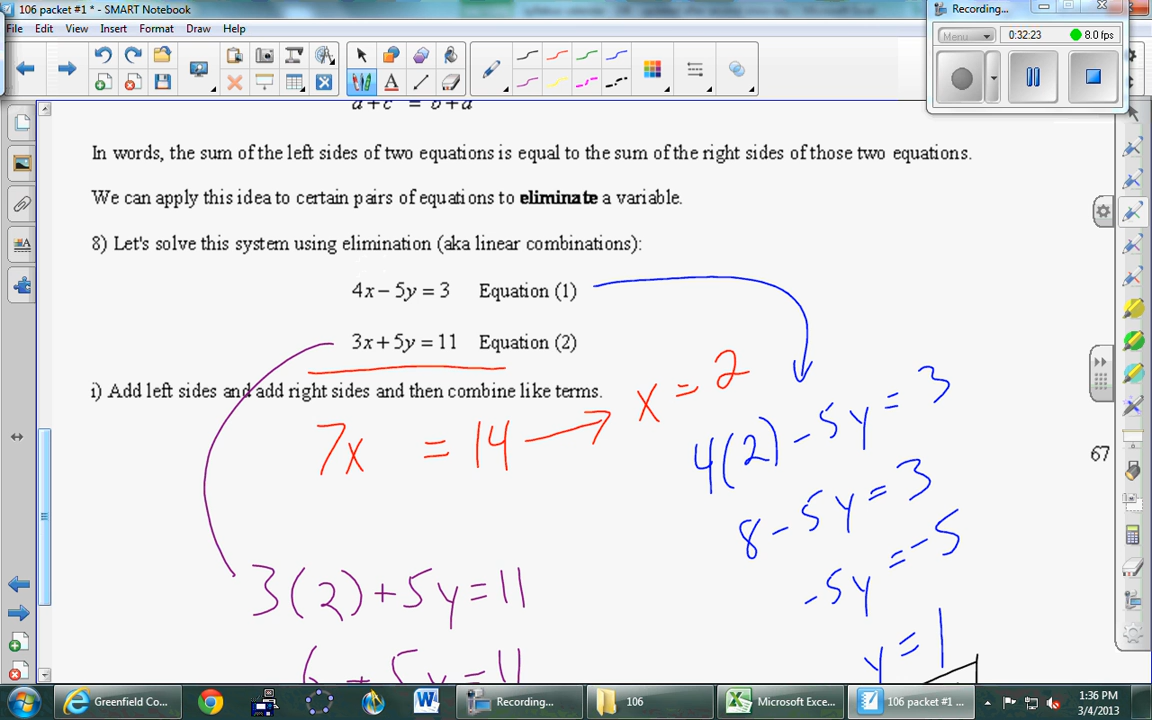 106 packet #1 * - SMART Notebook
Recording...
File Edit View Insert Format Draw Help
Menu
0:32:23
8.0 fps
a+c = b+d
In words, the sum of the left sides of two equations is equal to the sum of the right sides of those two equations.
We can apply this idea to certain pairs of equations to eliminate a variable.
8) Let's solve this system using elimination (aka linear combinations):
4x − 5y = 3 Equation (1)
3x + 5y = 11 Equation (2)
i) Add left sides and add right sides and then combine like terms.
7x = 14 → x = 2
4(2) − 5y = 3
8 − 5y = 3
-5y = -5
y = 1
67
3(2) + 5y = 11
6 + 5y = 11
Greenfield Co...
Recording...
106
Microsoft Exce...
106 packet #1 ...
1:36 PM
3/4/2013